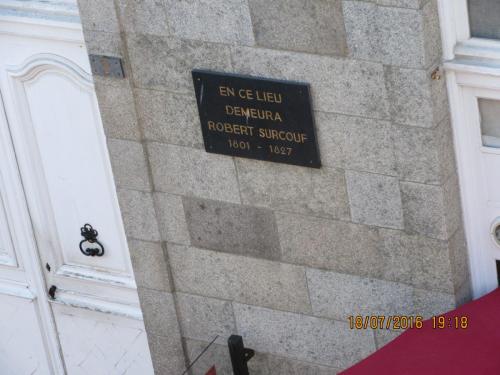 EN CE LIEU
DEMEURA
ROBERT SURCOUF
1801 - 1827
18/07/2016 19:18